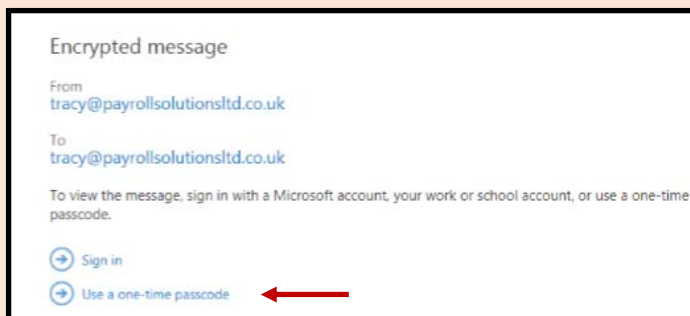 Encrypted message
From
tracy@payrollsolutionsltd.co.uk
To
tracy@payrollsolutionsltd.co.uk
To view the message, sign in with a Microsoft account, your work or school account, or use a one-time
passcode.
Sign in
Use a one-time passcode